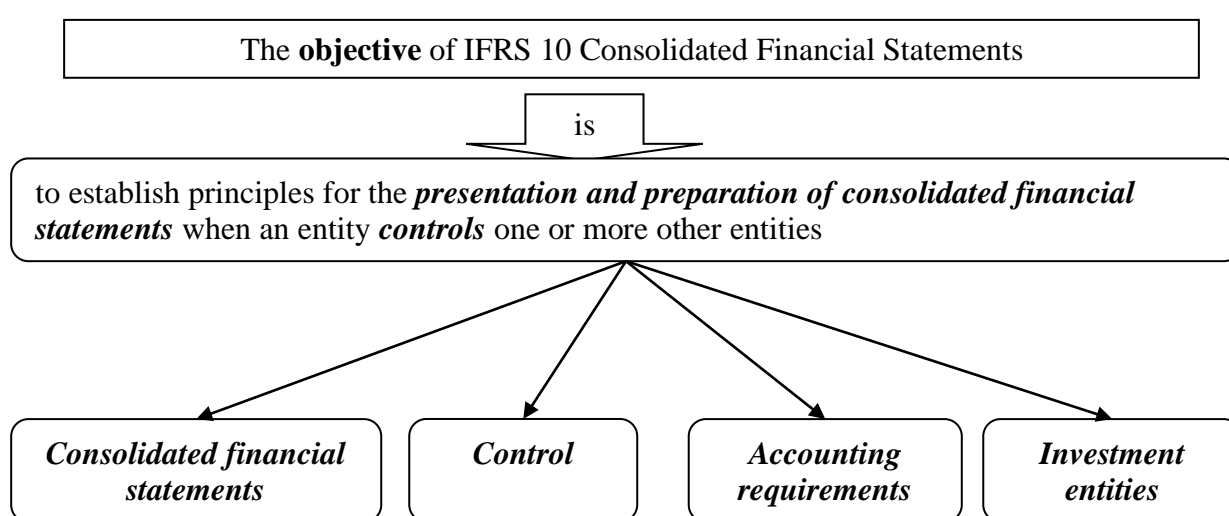 The objective of IFRS 10 Consolidated Financial Statements
is
to establish principles for the presentation and preparation of consolidated financial
statements when an entity controls one or more other entities
Consolidated financial
statements
Control
Accounting
requirements
Investment
entities